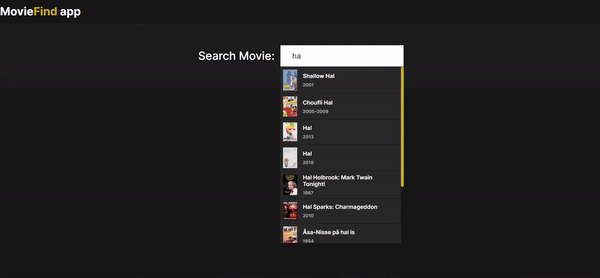 MovieFind app
Search Movie: ha
Shallow Hal
2001
Choufli Hal
2005–2009
Hal
2013
Hal
2018
Hal Holbrook: Mark Twain
Tonight!
1967
Hal Sparks: Charmageddon
2010
Åsa-Nisse på hal is
1954